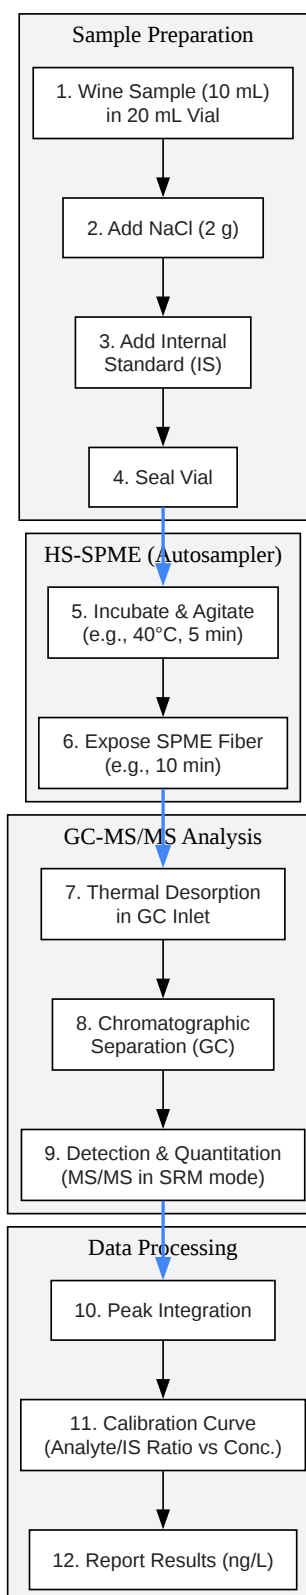 Sample Preparation
1. Wine Sample (10 mL)
in 20 mL Vial
2. Add NaCl (2 g)
3. Add Internal
Standard (IS)
4. Seal Vial
HS-SPME (Autosampler)
5. Incubate & Agitate
(e.g., 40°C, 5 min)
6. Expose SPME Fiber
(e.g., 10 min)
GC-MS/MS Analysis
7. Thermal Desorption
in GC Inlet
8. Chromatographic
Separation (GC)
9. Detection & Quantitation
(MS/MS in SRM mode)
Data Processing
10. Peak Integration
11. Calibration Curve
(Analyte/IS Ratio vs Conc.)
12. Report Results (ng/L)